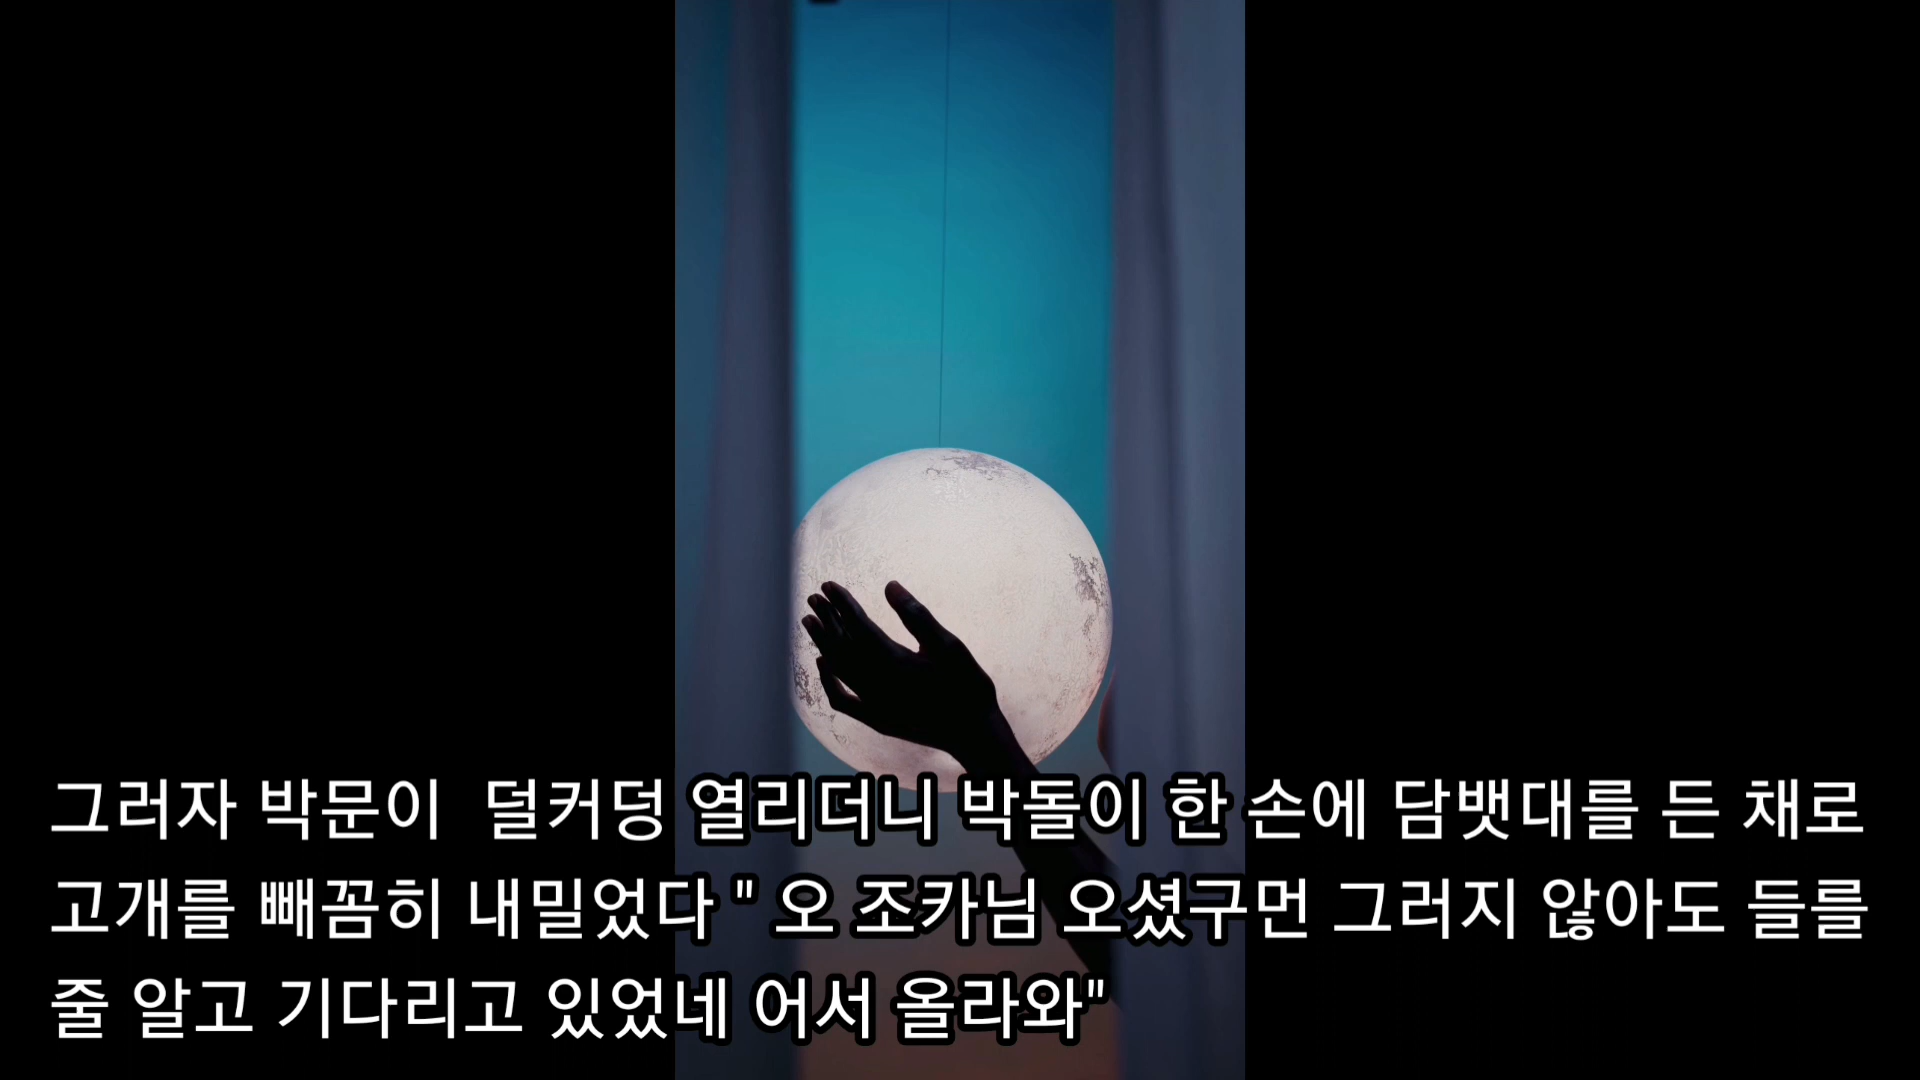 그러자 박문이  덜커덩 열리더니 박돌이 한 손에 담뱃대를 든 채로
고개를 빼꼼히 내밀었다 " 오 조카님 오셨구먼 그러지 않아도 들를
줄 알고 기다리고 있었네 어서 올라와"